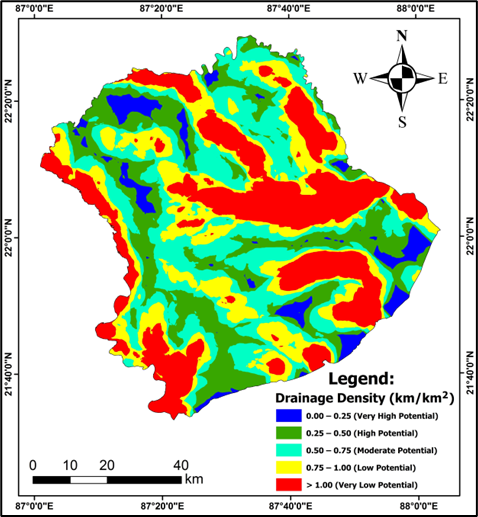 87°0'0"E 87°20'0"E 87°40'0"E 88°0'0"E
N
W E
S
22°20'0"N 22°20'0"N
22°0'0"N 22°0'0"N
21°40'0"N 21°40'0"N
Legend:
Drainage Density (km/km²)
0.00 – 0.25 (Very High Potential)
0.25 – 0.50 (High Potential)
0.50 – 0.75 (Moderate Potential)
0.75 – 1.00 (Low Potential)
> 1.00 (Very Low Potential)
0 10 20 40
km
87°0'0"E 87°20'0"E 87°40'0"E 88°0'0"E